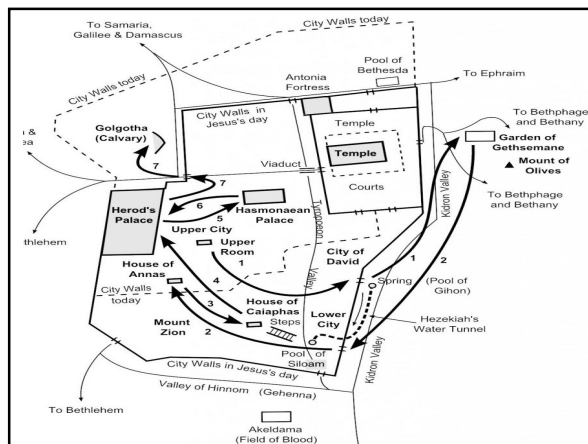 To Samaria,
Galilee & Damascus
City Walls today
Pool of
Bethesda
To Ephraim
Antonia
Fortress
City Walls today
City Walls in
Jesus's day
Temple
To Bethphage
and Bethany
Golgotha
(Calvary)
Garden of
Gethsemane
&
7
7
Viaduct
Temple
Mount of
Olives
Courts
Kidron Valley
To Bethphage
and Bethany
Herod's
Palace
6
5
Hasmonaean
Palace
Upper City
Upper
Room
Tyropoeon
Valley
1
City of
David
1
2
House of
Annas
4
Spring (Pool of
Gihon)
City Walls
today
3
House of
Caiaphas
Lower
City
Steps
Hezekiah's
Water Tunnel
Mount
Zion
2
Pool of
Siloam
City Walls in Jesus's day
Valley of Hinnom (Gehenna)
Kidron Valley
To Bethlehem
Akeldama
(Field of Blood)